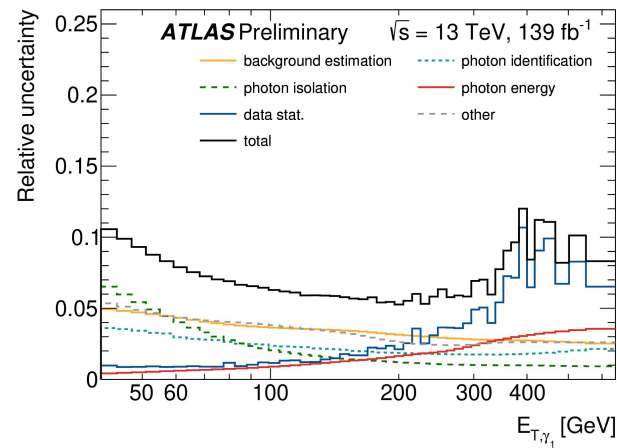 ATLAS Preliminary √s = 13 TeV, 139 fb⁻¹
background estimation
photon identification
photon isolation
photon energy
data stat.
other
total
Relative uncertainty
0.25
0.2
0.15
0.1
0.05
0
50 60 100 200 300 400
E_T,γ₁ [GeV]